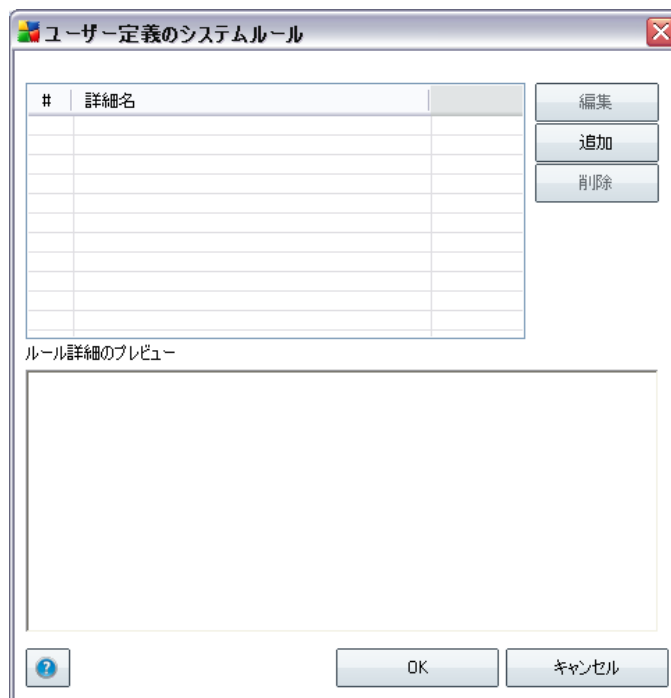 ユーザー定義のシステムルール
# 詳細名
編集
追加
削除
ルール詳細のプレビュー
?
OK キャンセル